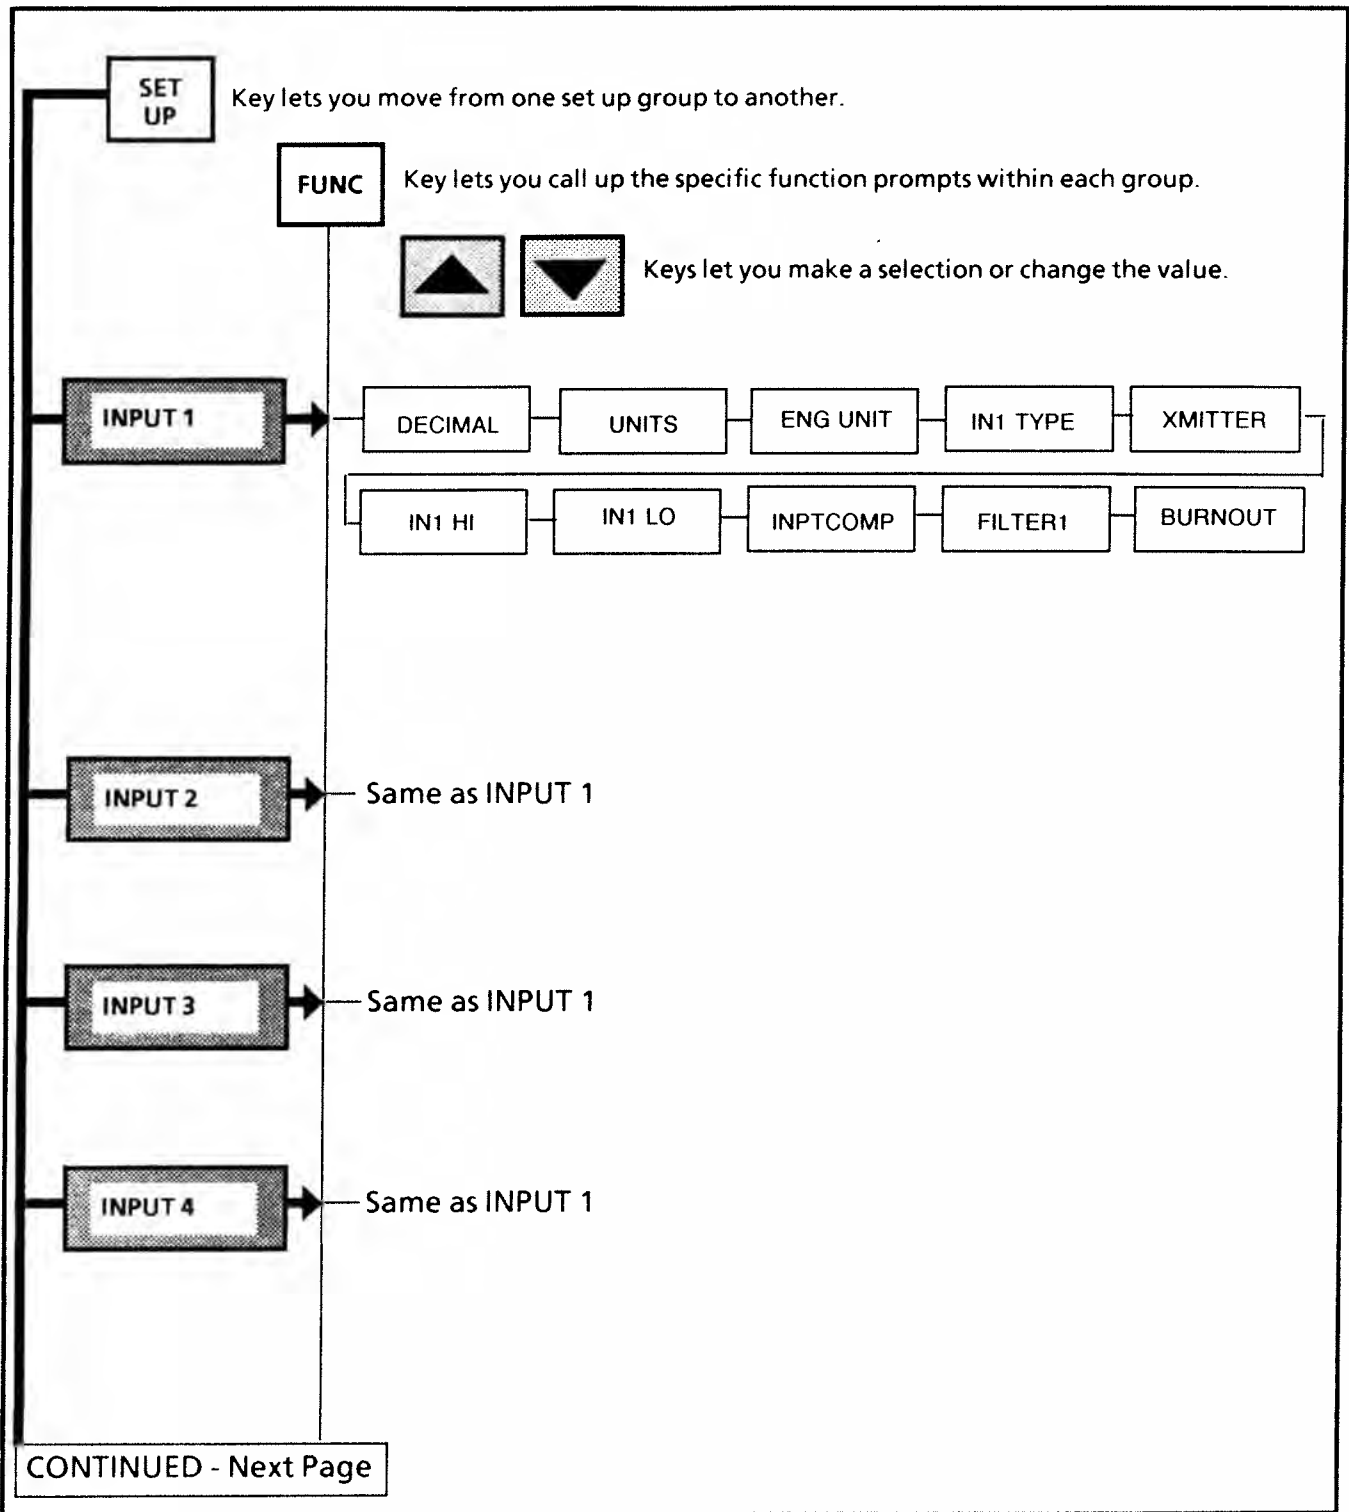 SET
UP
Key lets you move from one set up group to another.
FUNC
Key lets you call up the specific function prompts within each group.
Keys let you make a selection or change the value.
INPUT 1
DECIMAL
UNITS
ENG UNIT
IN1 TYPE
XMITTER
IN1 HI
IN1 LO
INPTCOMP
FILTER1
BURNOUT
INPUT 2
Same as INPUT 1
INPUT 3
Same as INPUT 1
INPUT 4
Same as INPUT 1
CONTINUED - Next Page